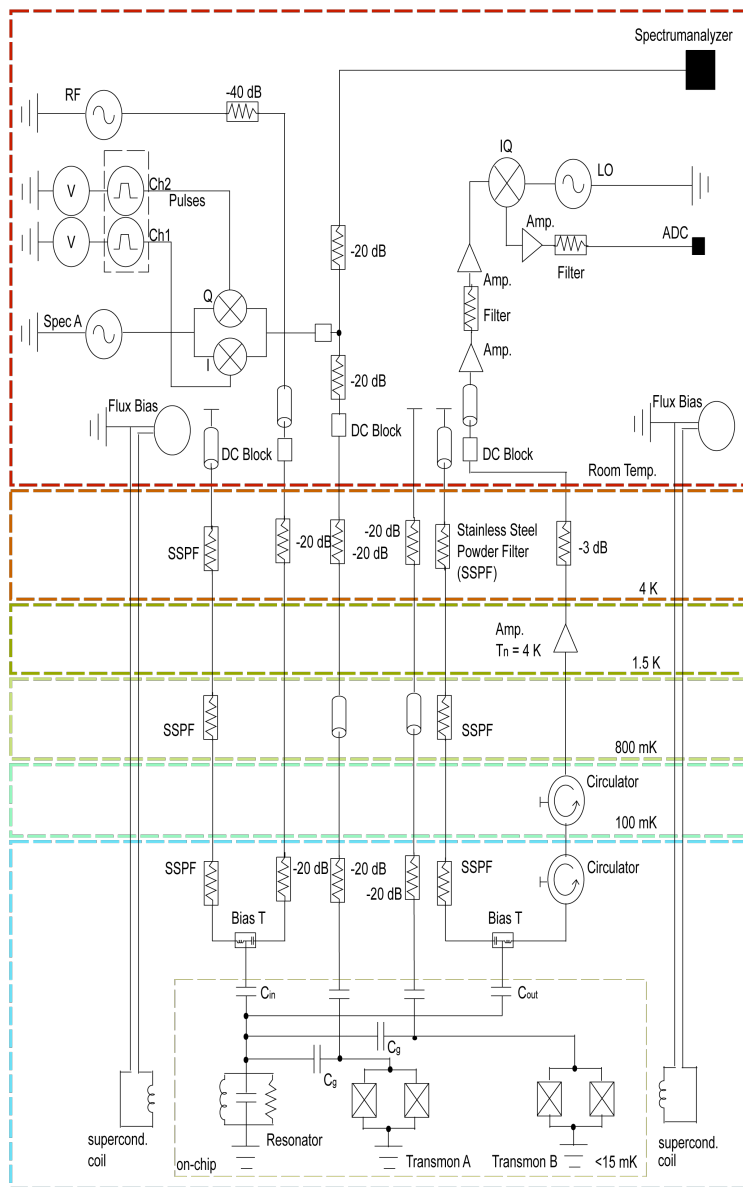 Spectrumanalyzer
RF
-40 dB
IQ
LO
V
Ch2
Pulses
V
Ch1
Amp.
ADC
-20 dB
Filter
Amp.
Q
Spec A
Filter
I
Amp.
-20 dB
Flux Bias
DC Block
Flux Bias
DC Block
DC Block
Room Temp.
SSPF
-20 dB
-20 dB
-20 dB
-20 dB
Stainless Steel
Powder Filter
(SSPF)
-3 dB
4 K
Amp.
Tn = 4 K
1.5 K
SSPF
SSPF
800 mK
Circulator
100 mK
SSPF
-20 dB
-20 dB
-20 dB
SSPF
Circulator
Bias T
Bias T
Cin
Cout
Cg
Cg
supercond.
coil
on-chip
Resonator
Transmon A
Transmon B
<15 mK
supercond.
coil